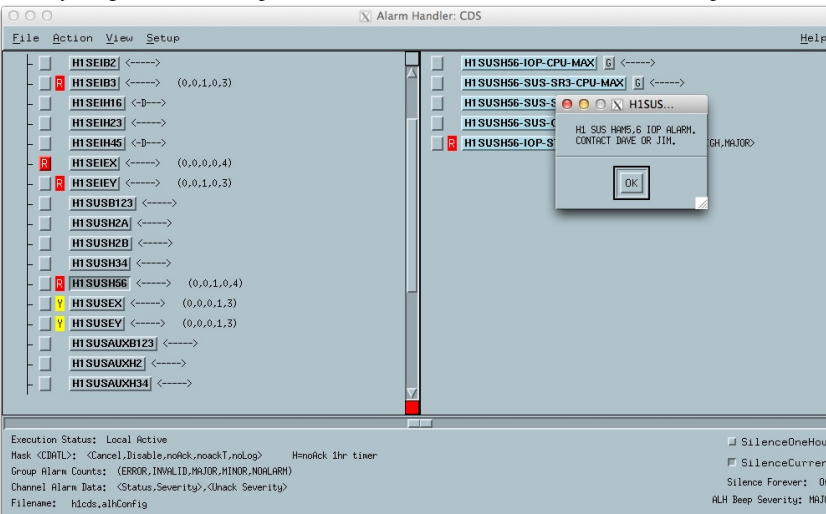 Alarm Handler: CDS
File Action View Setup Help
H1SEIB2 <----->
R H1SEIB3 <-----> (0,0,1,0,3)
H1SEIH16 <-D--->
H1SEIH23 <----->
H1SEIH45 <-D--->
R H1SEIEX <-----> (0,0,0,0,4)
R H1SEIEY <-----> (0,0,1,0,3)
H1SUSB123 <----->
H1SUSH2A <----->
H1SUSH2B <----->
H1SUSH34 <----->
R H1SUSH56 <-----> (0,0,1,0,4)
Y H1SUSEX <-----> (0,0,0,1,3)
Y H1SUSEY <-----> (0,0,0,1,3)
H1SUSAUXB123 <----->
H1SUSAUXH2 <----->
H1SUSAUXH34 <----->
H1SUSH56-IOP-CPU-MAX G <----->
H1SUSH56-SUS-SR3-CPU-MAX G <----->
H1SUSH56-SUS-S
H1SUSH56-SUS-
R H1SUSH56-IOP-S GH,MAJOR>
H1SUS...
H1 SUS HAM5,6 IOP ALARM.
CONTACT DAVE OR JIM.
OK
Execution Status: Local Active
Mask <CDATL>: <Cancel,Disable,noAck,noackT,noLog> H=noAck 1hr timer
Group Alarm Counts: (ERROR,INVALID,MAJOR,MINOR,NOALARM)
Channel Alarm Data: <Status,Severity>,<Unack Severity>
Filename: h1cds.alhConfig
SilenceOneHou
SilenceCurren
Silence Forever: O
ALH Beep Severity: MAJ